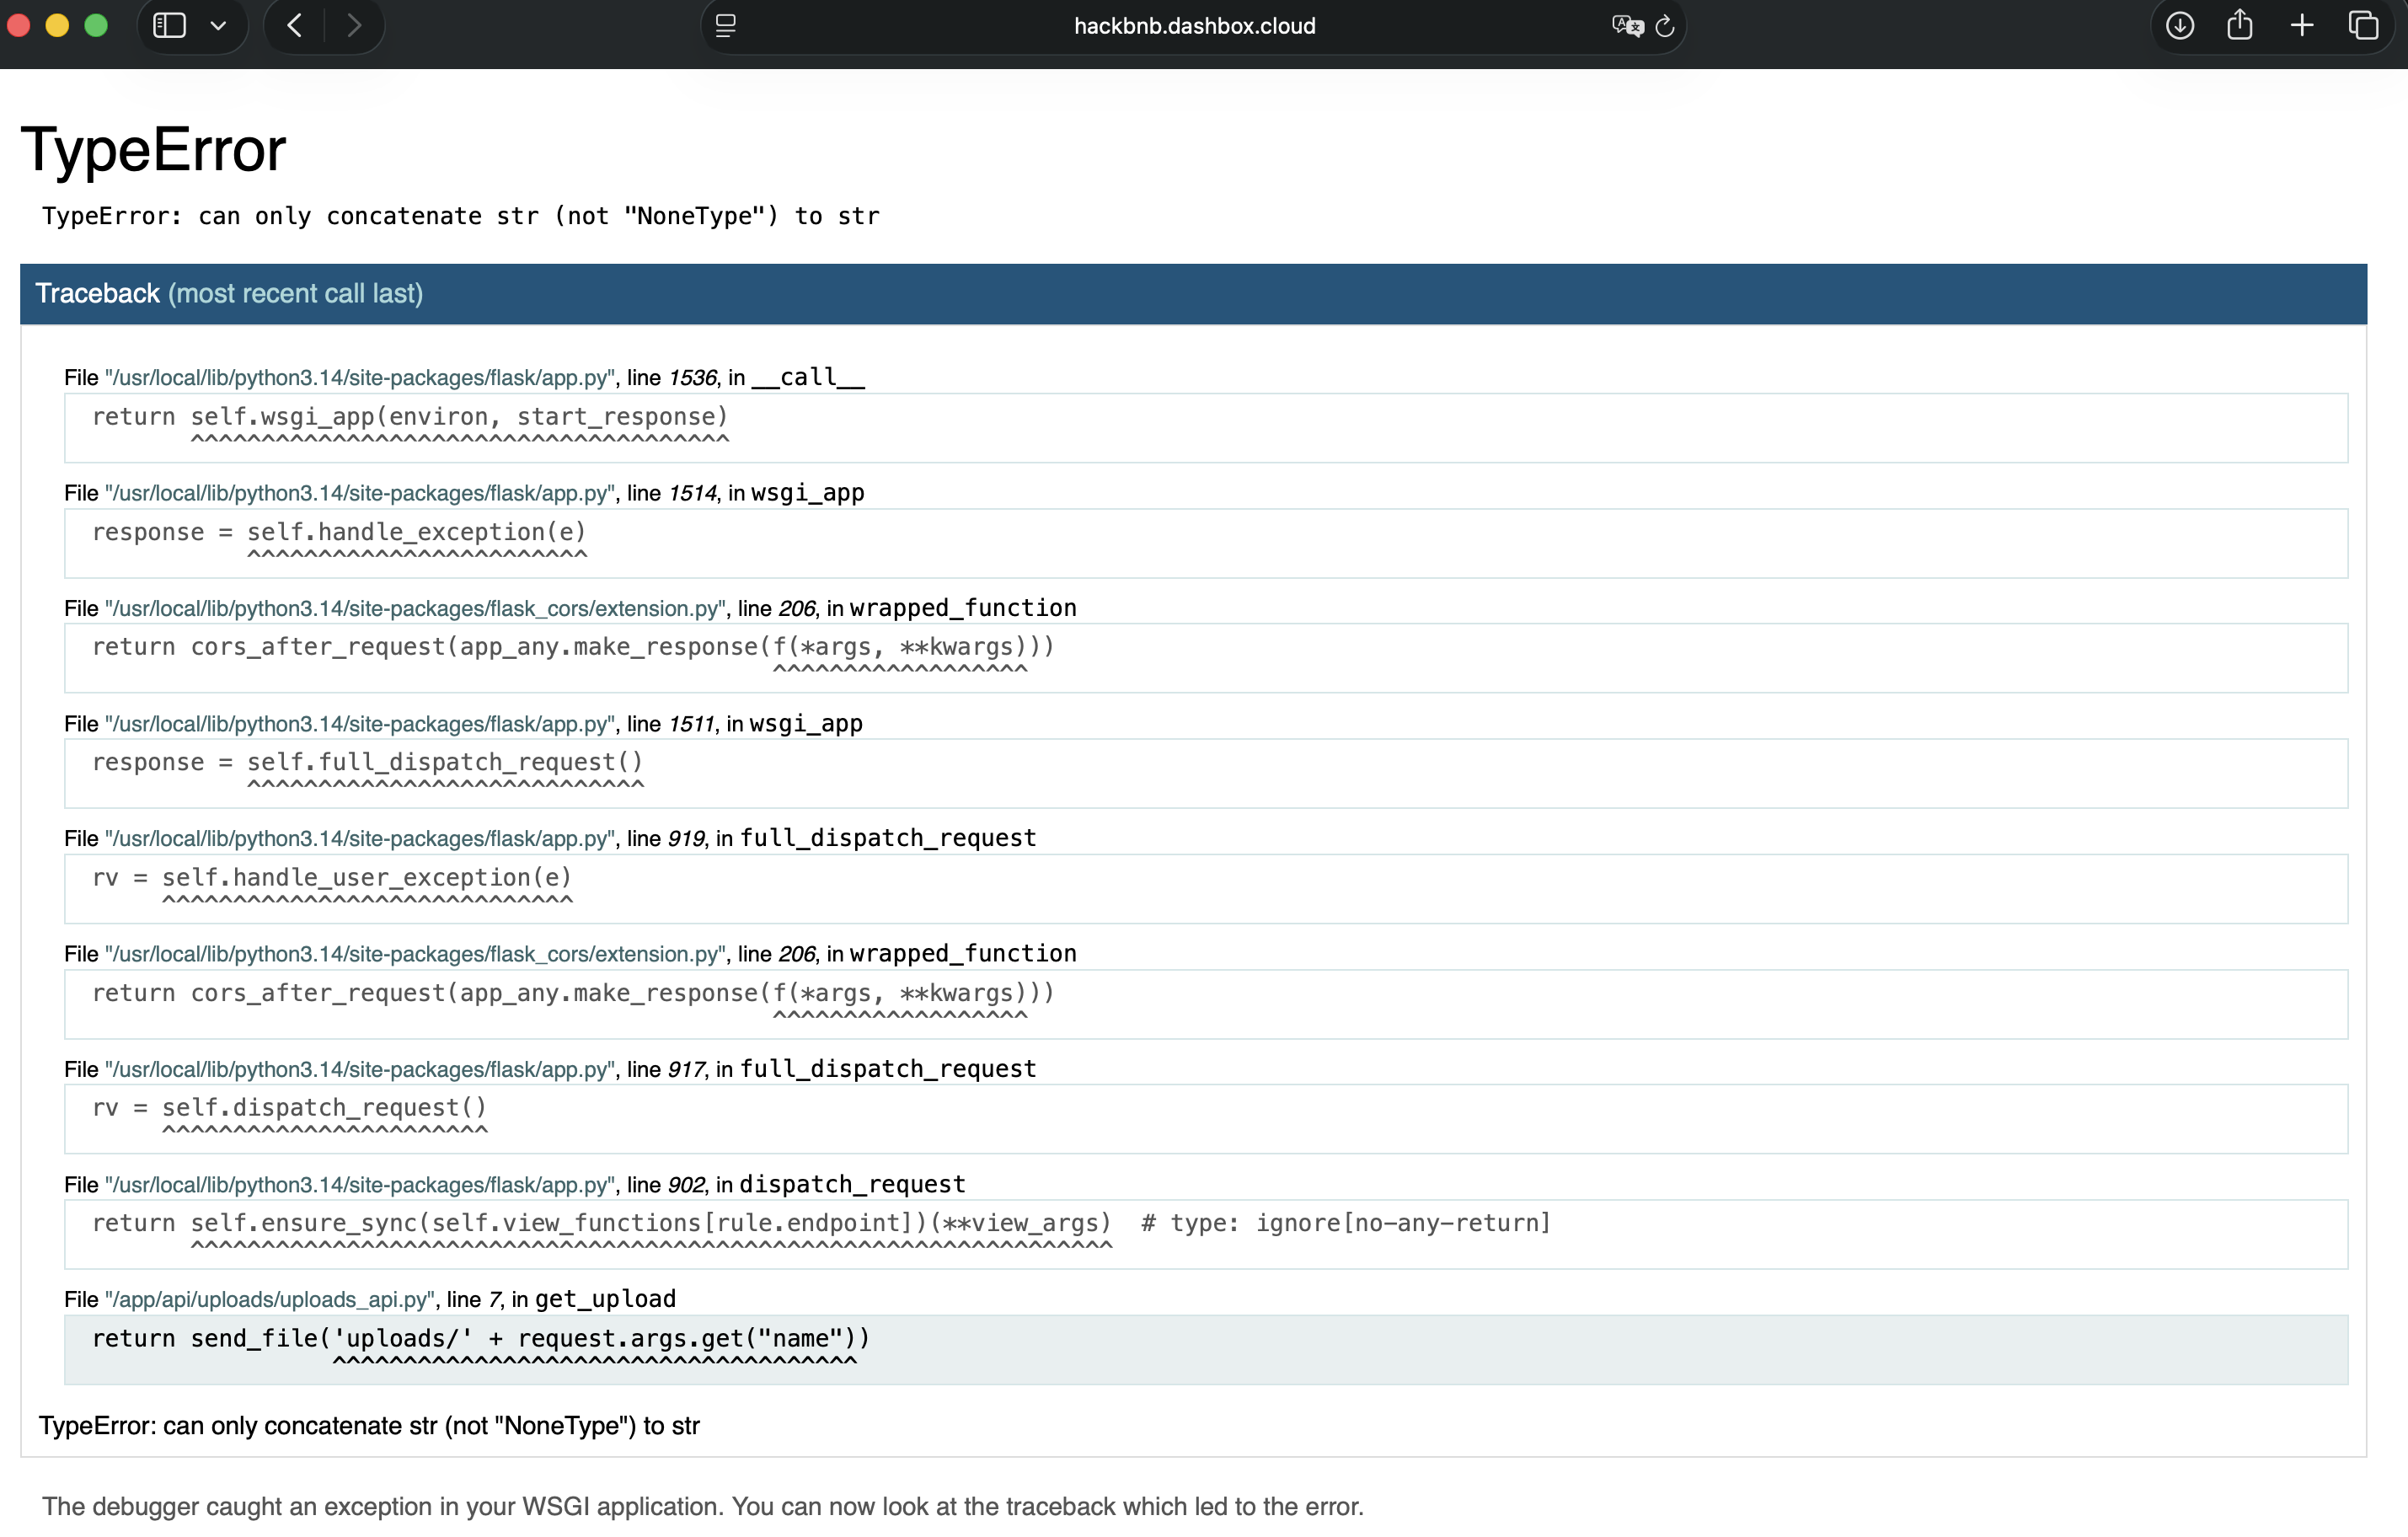 hackbnb.dashbox.cloud
TypeError
TypeError: can only concatenate str (not "NoneType") to str
Traceback (most recent call last)
File "/usr/local/lib/python3.14/site-packages/flask/app.py", line 1536, in __call__
return self.wsgi_app(environ, start_response)
^^^^^^^^^^^^^^^^^^^^^^^^^^^^^^^^^^^^^^
File "/usr/local/lib/python3.14/site-packages/flask/app.py", line 1514, in wsgi_app
response = self.handle_exception(e)
^^^^^^^^^^^^^^^^^^^^^^^^
File "/usr/local/lib/python3.14/site-packages/flask_cors/extension.py", line 206, in wrapped_function
return cors_after_request(app_any.make_response(f(*args, **kwargs)))
^^^^^^^^^^^^^^^^^^
File "/usr/local/lib/python3.14/site-packages/flask/app.py", line 1511, in wsgi_app
response = self.full_dispatch_request()
^^^^^^^^^^^^^^^^^^^^^^^^^^^^
File "/usr/local/lib/python3.14/site-packages/flask/app.py", line 919, in full_dispatch_request
rv = self.handle_user_exception(e)
^^^^^^^^^^^^^^^^^^^^^^^^^^^^^
File "/usr/local/lib/python3.14/site-packages/flask_cors/extension.py", line 206, in wrapped_function
return cors_after_request(app_any.make_response(f(*args, **kwargs)))
^^^^^^^^^^^^^^^^^^
File "/usr/local/lib/python3.14/site-packages/flask/app.py", line 917, in full_dispatch_request
rv = self.dispatch_request()
^^^^^^^^^^^^^^^^^^^^^^^
File "/usr/local/lib/python3.14/site-packages/flask/app.py", line 902, in dispatch_request
return self.ensure_sync(self.view_functions[rule.endpoint])(**view_args)  # type: ignore[no-any-return]
^^^^^^^^^^^^^^^^^^^^^^^^^^^^^^^^^^^^^^^^^^^^^^^^^^^^^^^^^^^^^^^^^
File "/app/api/uploads/uploads_api.py", line 7, in get_upload
return send_file('uploads/' + request.args.get("name"))
^^^^^^^^^^^^^^^^^^^^^^^^^^^^^^^^^^^^^
TypeError: can only concatenate str (not "NoneType") to str
The debugger caught an exception in your WSGI application. You can now look at the traceback which led to the error.